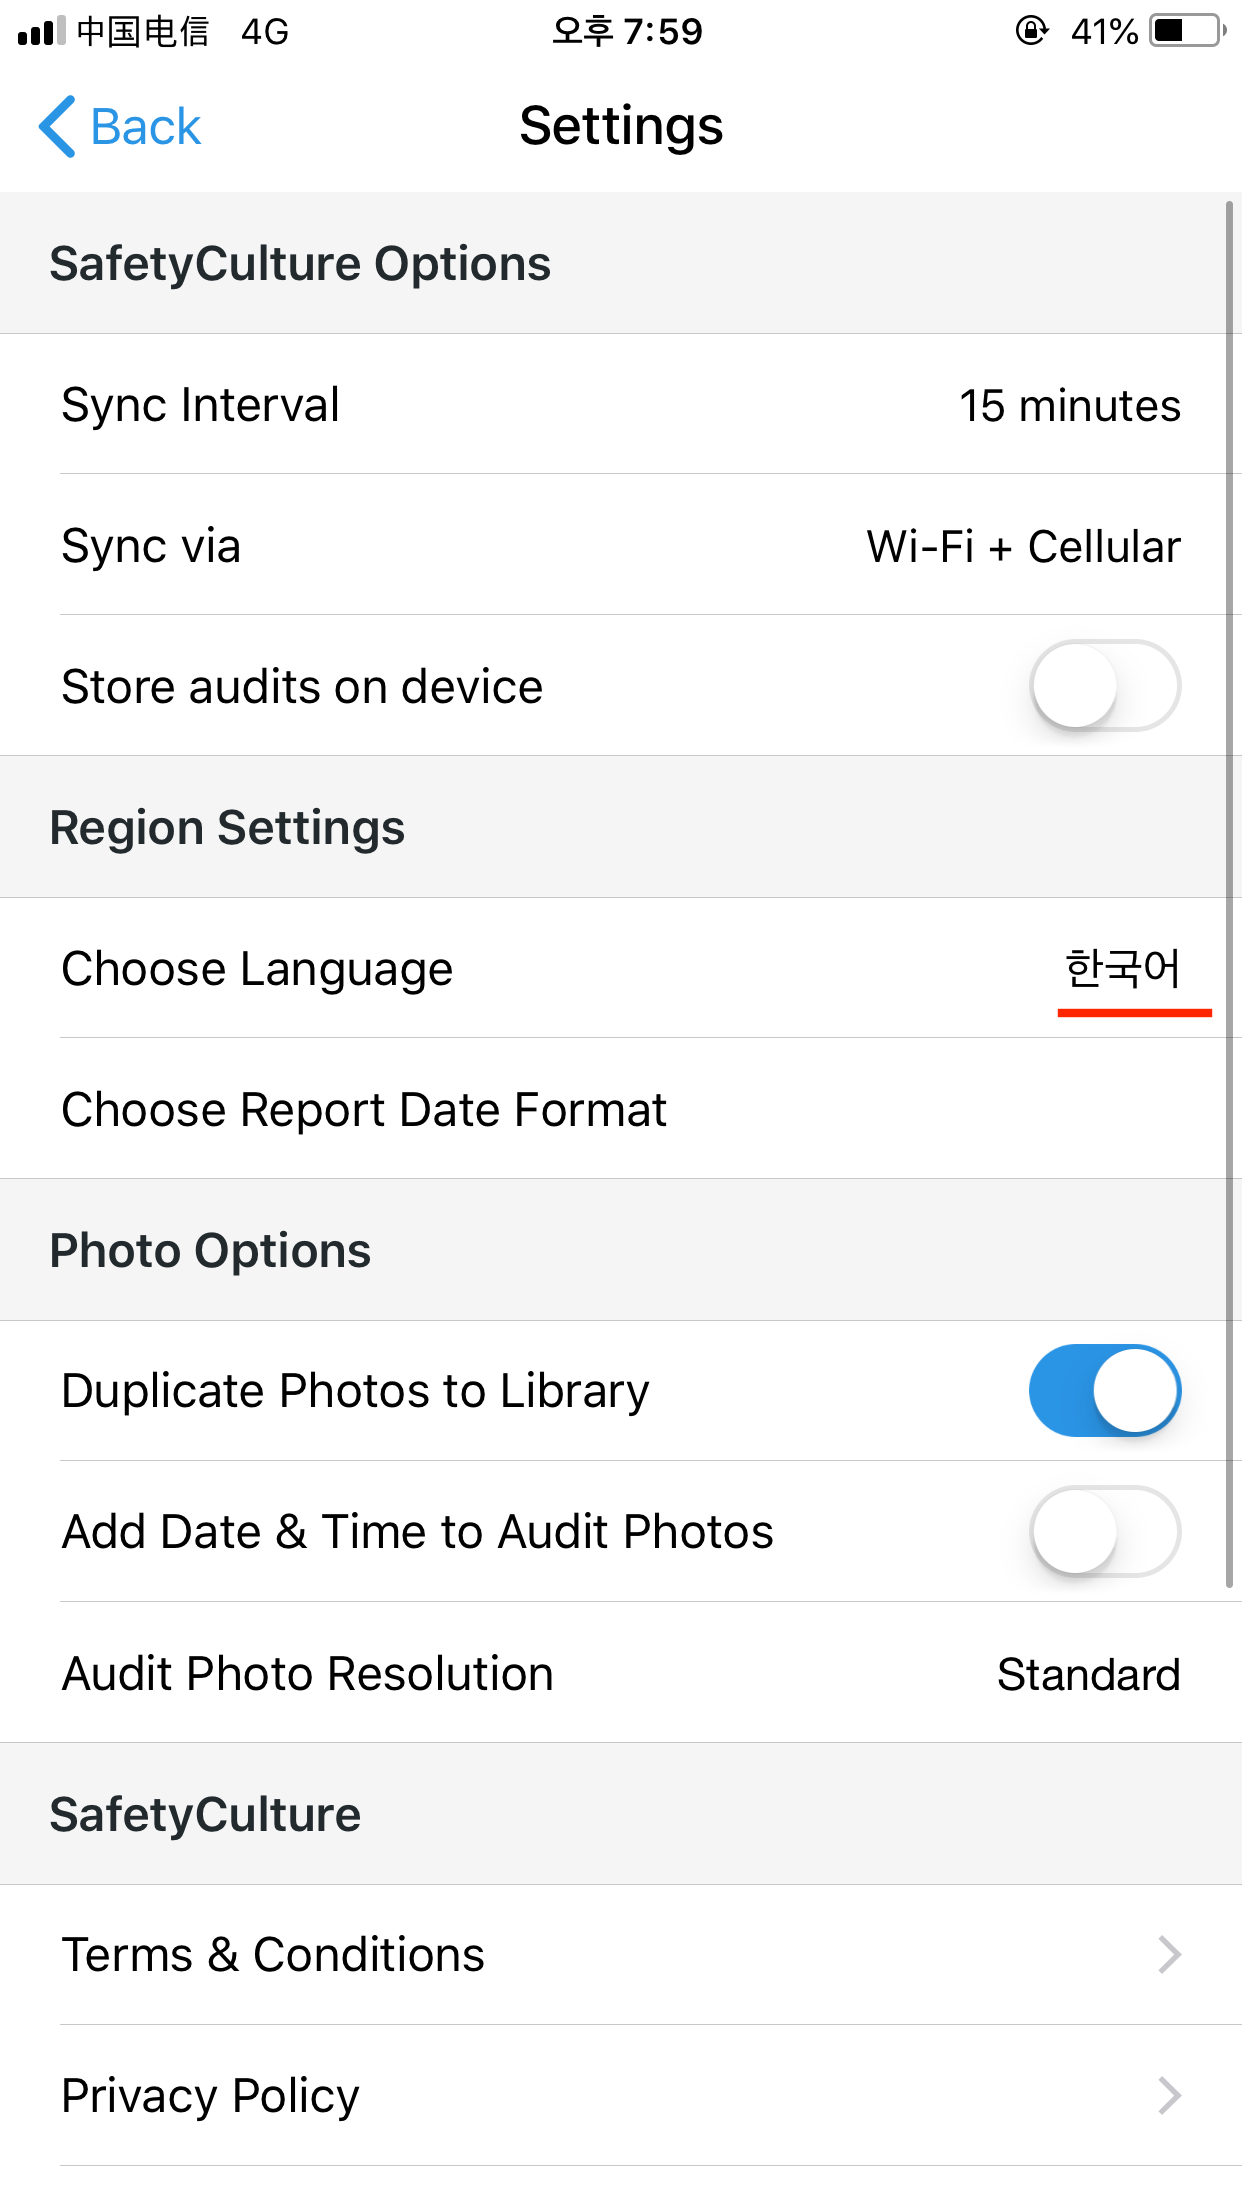 中国电信 4G 오후 7:59 41%
Back Settings
SafetyCulture Options
Sync Interval 15 minutes
Sync via Wi-Fi + Cellular
Store audits on device
Region Settings
Choose Language 한국어
Choose Report Date Format
Photo Options
Duplicate Photos to Library
Add Date & Time to Audit Photos
Audit Photo Resolution Standard
SafetyCulture
Terms & Conditions
Privacy Policy